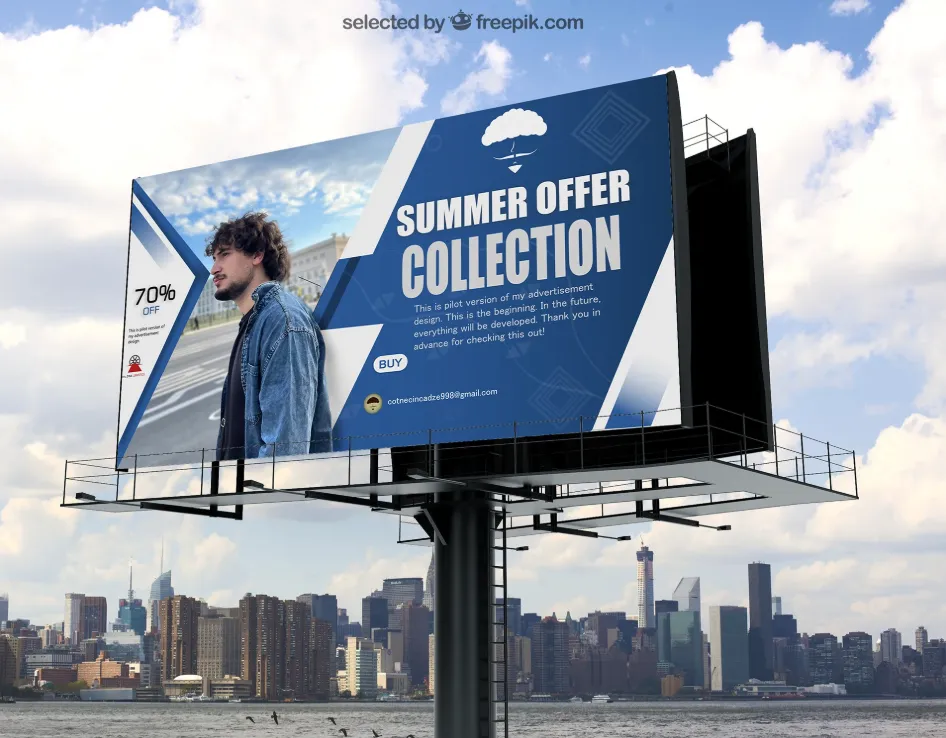 selected by freepik.com
SUMMER OFFER
COLLECTION
This is pilot version of my advertisement
design. This is the beginning. In the future,
everything will be developed. Thank you in
advance for checking this out!
BUY
cotnecincadze998@gmail.com
70%
OFF
This is pilot version of
my advertisement
design